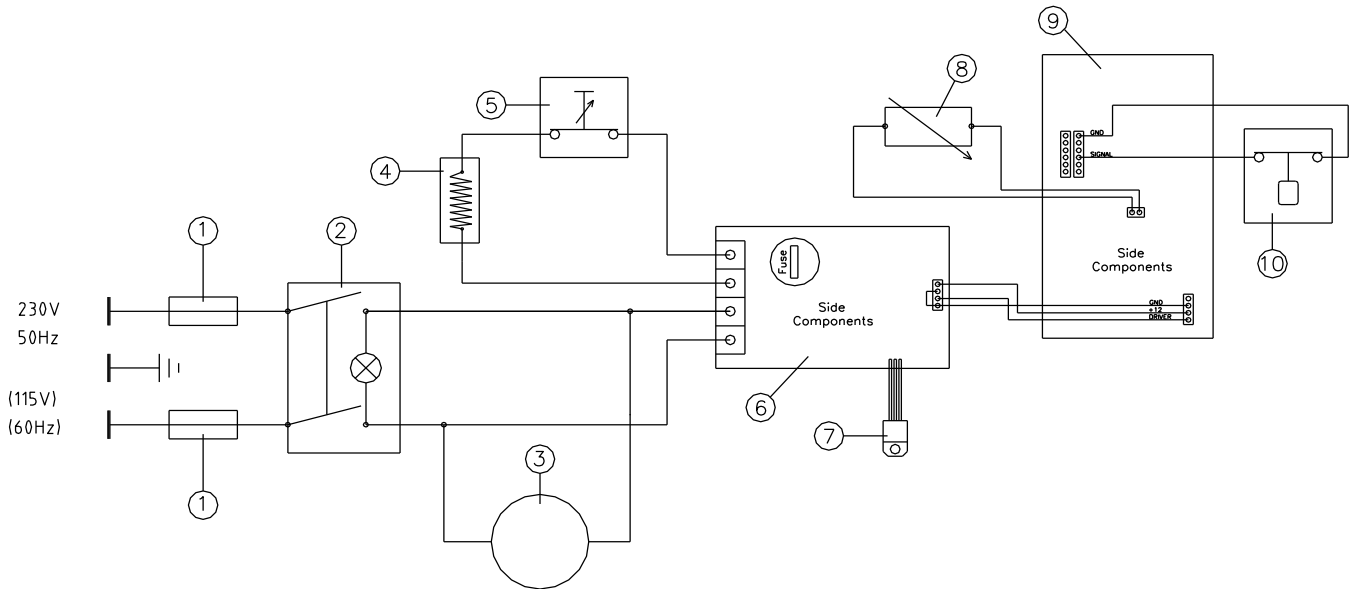 9
8
5
GND
SIGNAL
4
1
2
10
Fuse
Side
Components
230V
50Hz
Side
Components
GND
+12
DRIVER
(115V)
(60Hz)
6
7
3
1